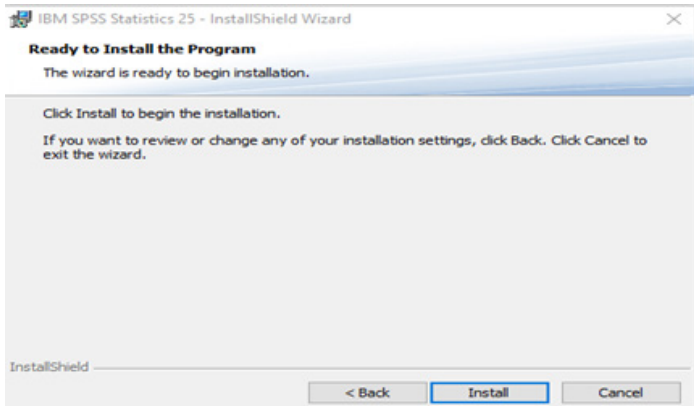 IBM SPSS Statistics 25 - InstallShield Wizard
Ready to Install the Program
The wizard is ready to begin installation.
Click Install to begin the installation.
If you want to review or change any of your installation settings, click Back. Click Cancel to
exit the wizard.
InstallShield
< Back Install Cancel